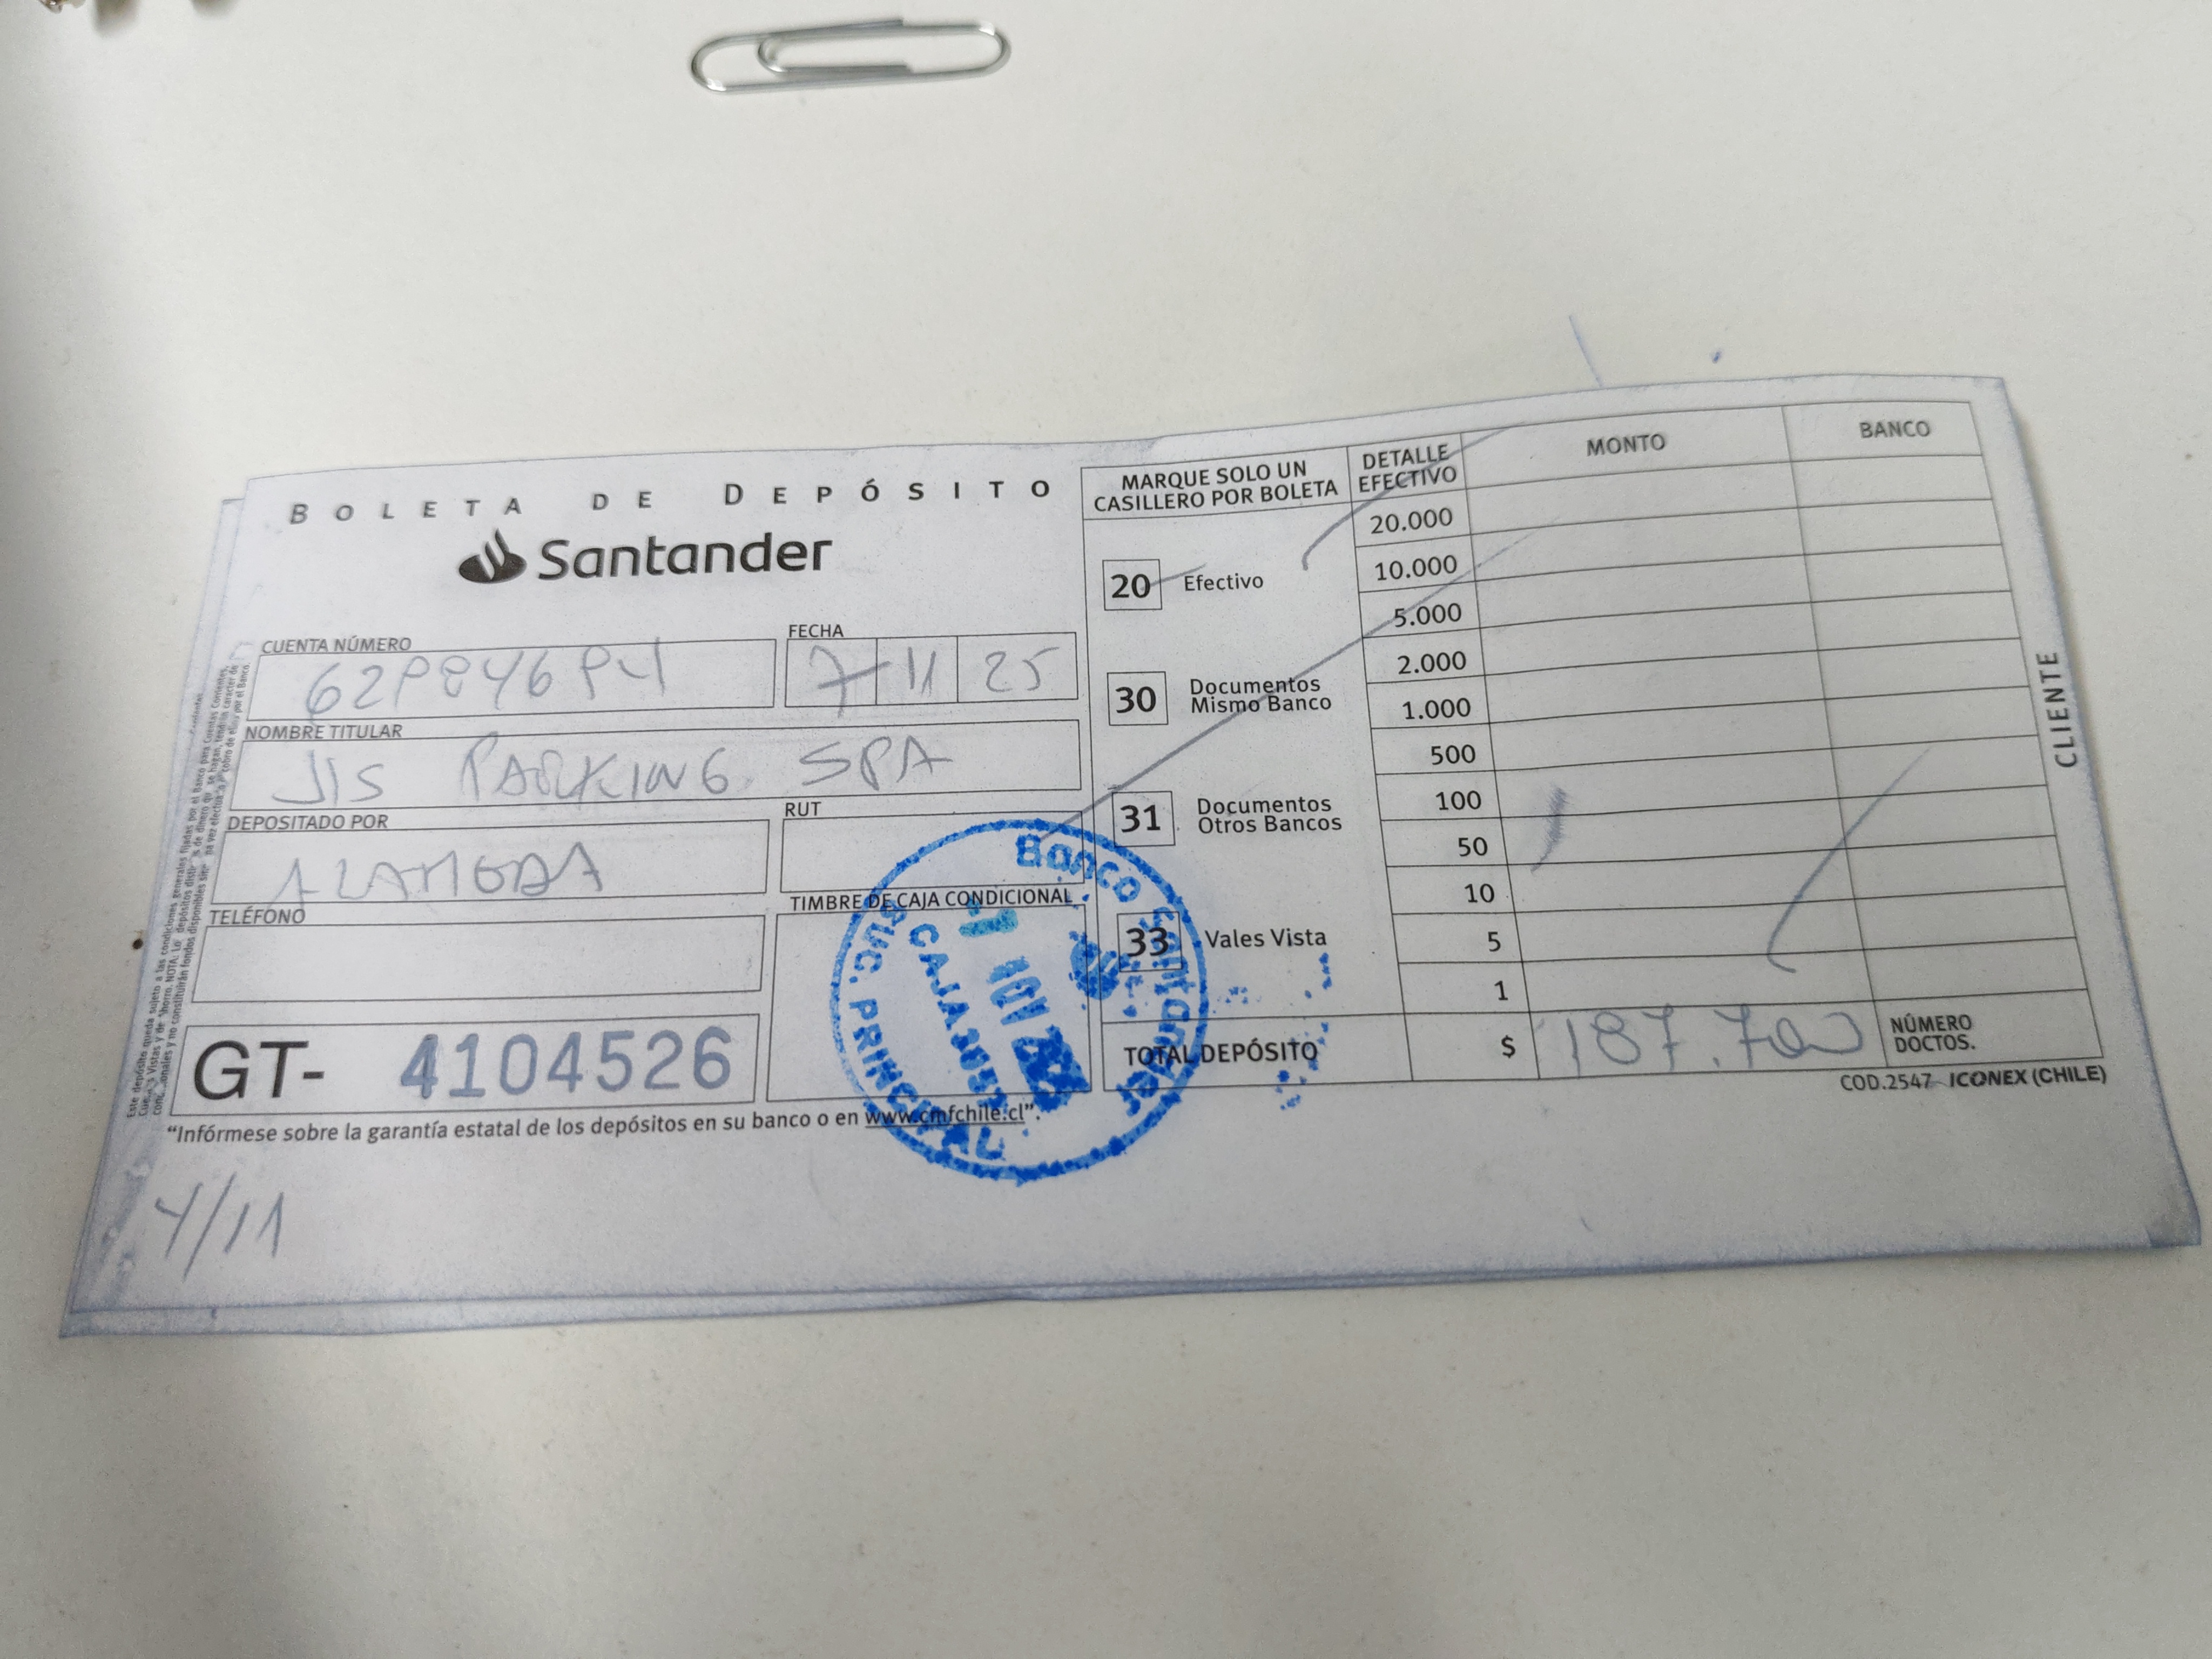 BOLETA DE DEPÓSITO
Santander
CUENTA NÚMERO
FECHA
7 11 25
NOMBRE TITULAR
JIS PARKING SPA
DEPOSITADO POR
ALAMEDA
RUT
TELÉFONO
TIMBRE DE CAJA CONDICIONAL
GT- 4104526
"Infórmese sobre la garantía estatal de los depósitos en su banco o en www.cmfchile.cl".
4/11
MARQUE SOLO UN
CASILLERO POR BOLETA
20 Efectivo
30 Documentos
Mismo Banco
31 Documentos
Otros Bancos
33 Vales Vista
DETALLE
EFECTIVO
MONTO
BANCO
20.000
10.000
5.000
2.000
1.000
500
100
50
10
5
1
TOTAL DEPÓSITO $ 187.700
NÚMERO
DOCTOS.
COD.2547 ICONEX (CHILE)
CLIENTE
Banco Santander
SUC. PRINCIPAL